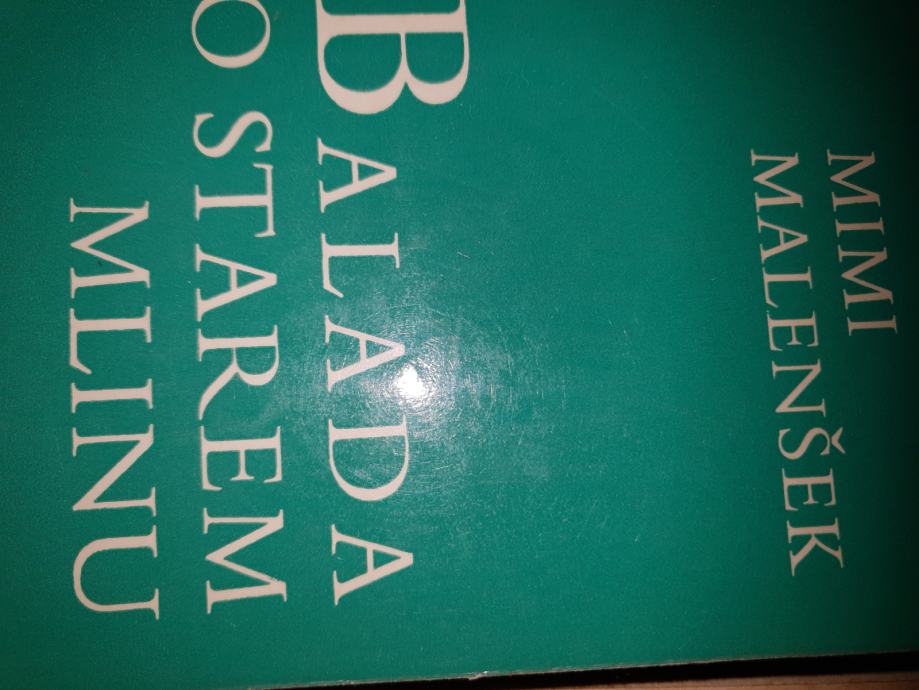 MIMI
MALENŠEK
BALADA
O STAREM
MLINU